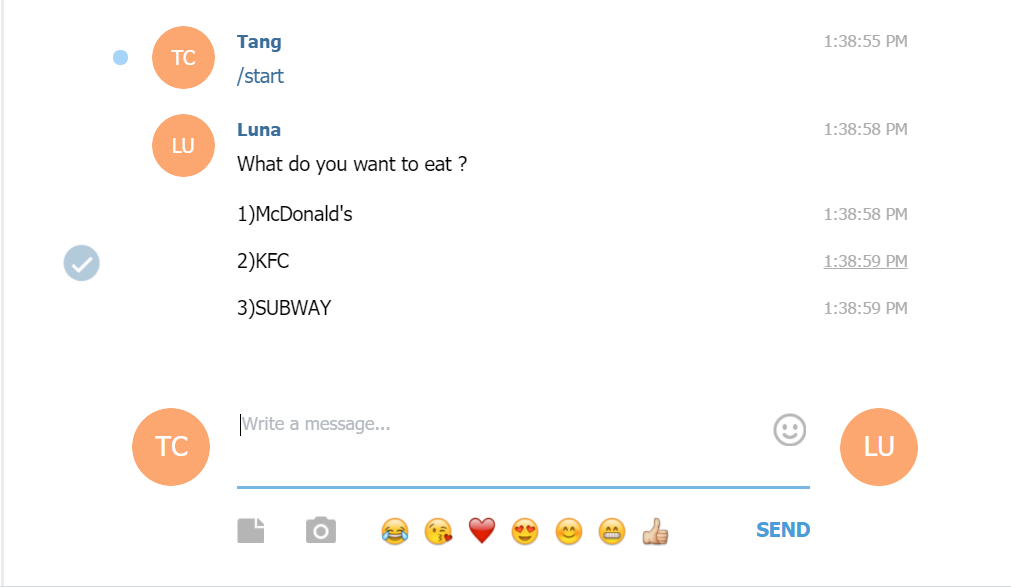 TC
Tang
1:38:55 PM
/start
LU
Luna
1:38:58 PM
What do you want to eat ?
1)McDonald's
1:38:58 PM
2)KFC
1:38:59 PM
3)SUBWAY
1:38:59 PM
TC
Write a message...
LU
SEND